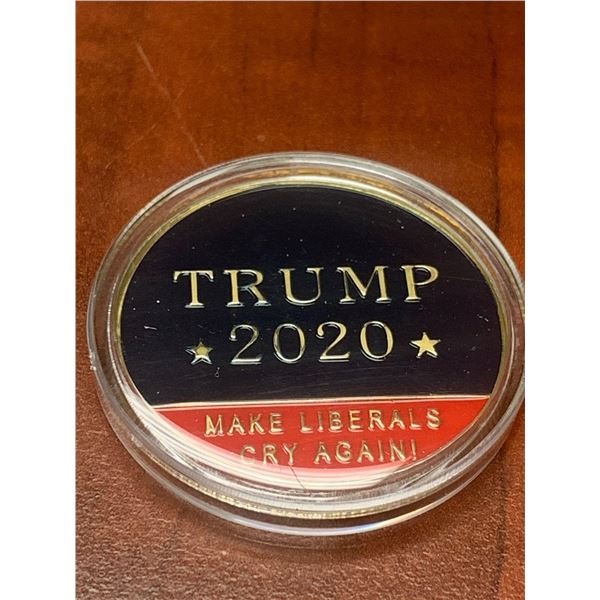 TRUMP
2020
MAKE LIBERALS
CRY AGAIN!